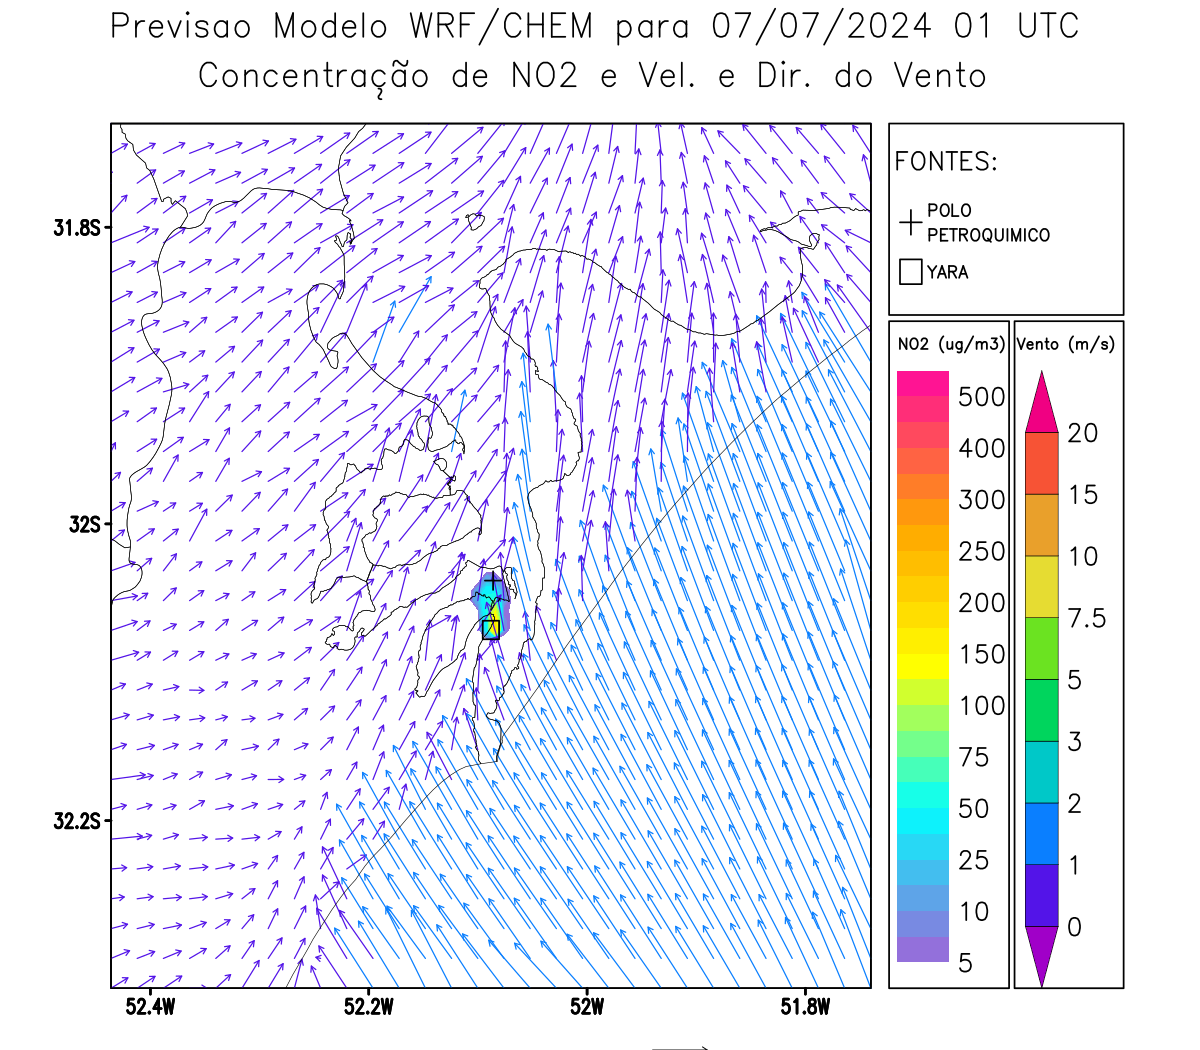 Previsao Modelo WRF/CHEM para 07/07/2024 01 UTC
Concentração de NO2 e Vel. e Dir. do Vento
FONTES:
POLO
PETROQUIMICO
YARA
NO2 (ug/m3)
500
400
300
250
200
150
100
75
50
25
10
5
Vento (m/s)
20
15
10
7.5
5
3
2
1
0
31.8S
32S
32.2S
52.4W 52.2W 52W 51.8W